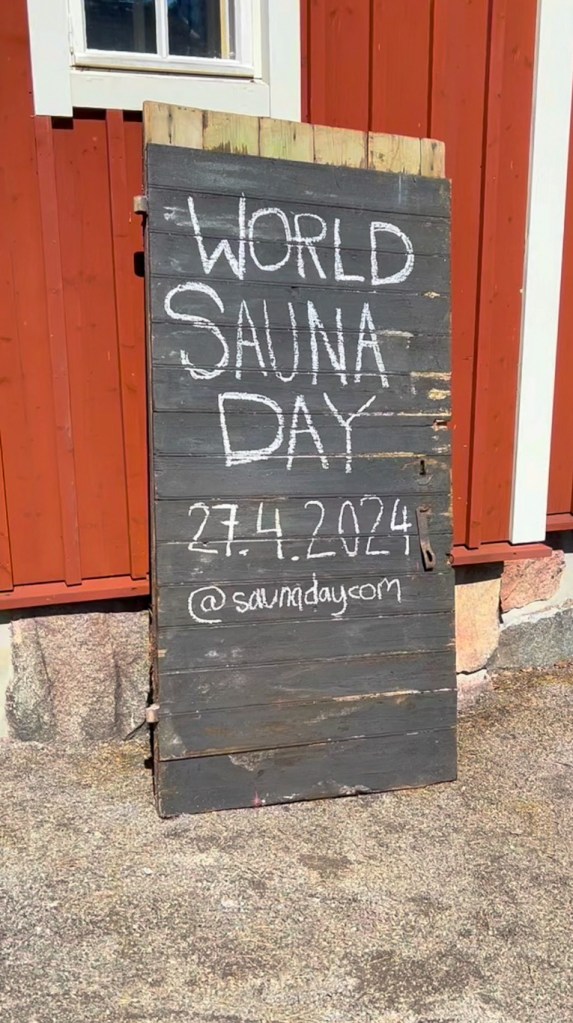 WORLD
SAUNA
DAY
27.4.2024
@saunadaycom